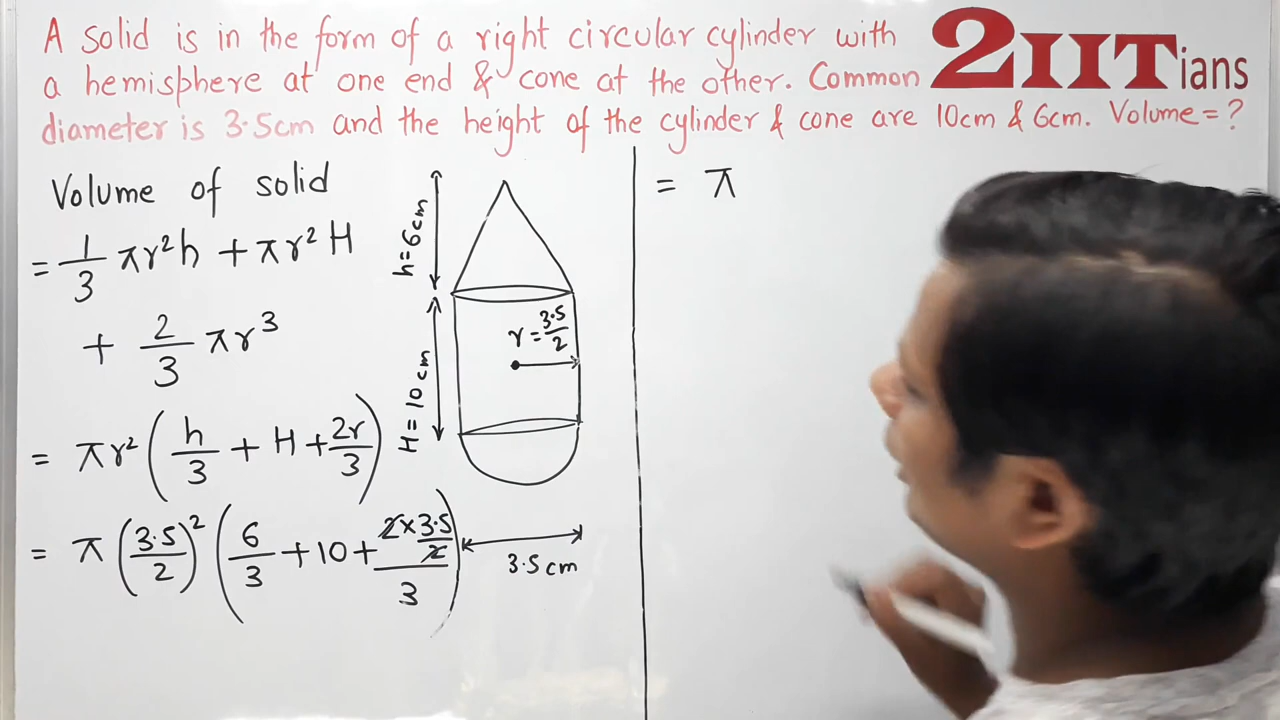 A solid is in the form of a right circular cylinder with
a hemisphere at one end & cone at the other. Common
diameter is 3.5cm and the height of the cylinder & cone are 10cm & 6cm. Volume = ?
2IITians
Volume of solid
= 1/3 πr²h + πr²H
+ 2/3 πr³
= πr² (h/3 + H + 2r/3)
= π (3.5/2)² (6/3 + 10 + (2 × 3.5/2)/3)
h = 6cm
H = 10 cm
r = 3.5/2
3.5 cm
= π